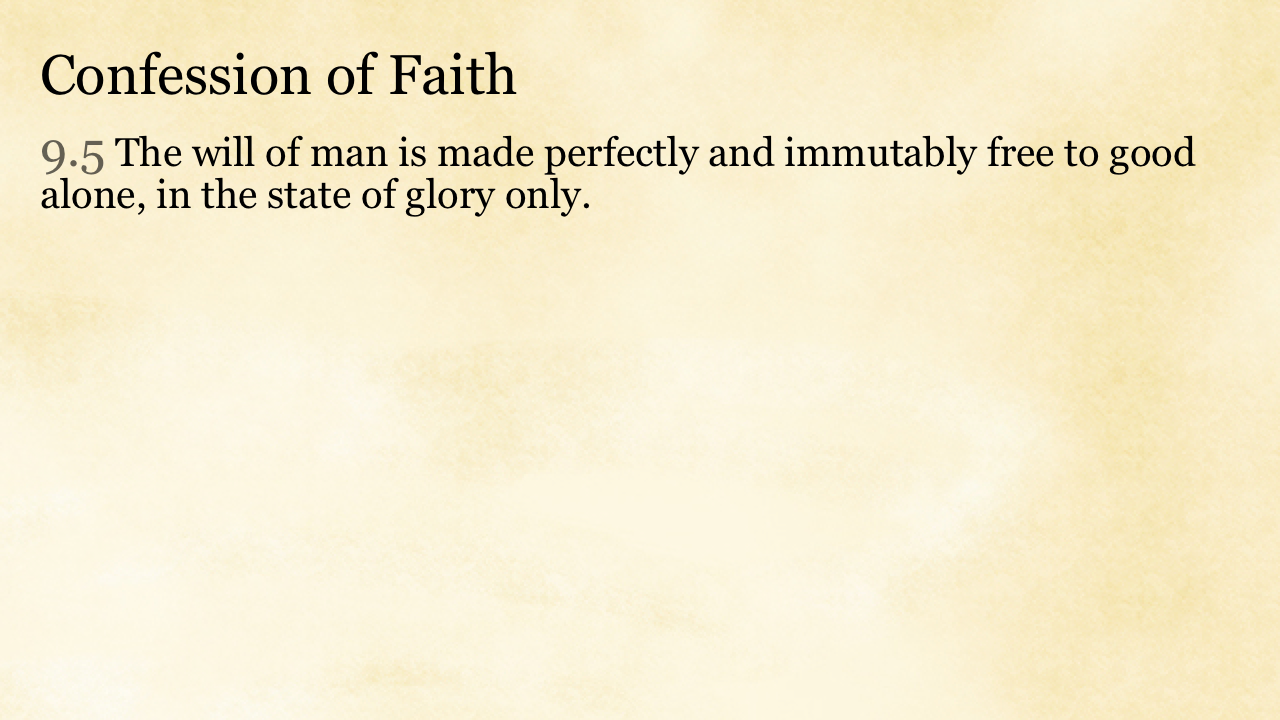 Confession of Faith
9.5 The will of man is made perfectly and immutably free to good
alone, in the state of glory only.